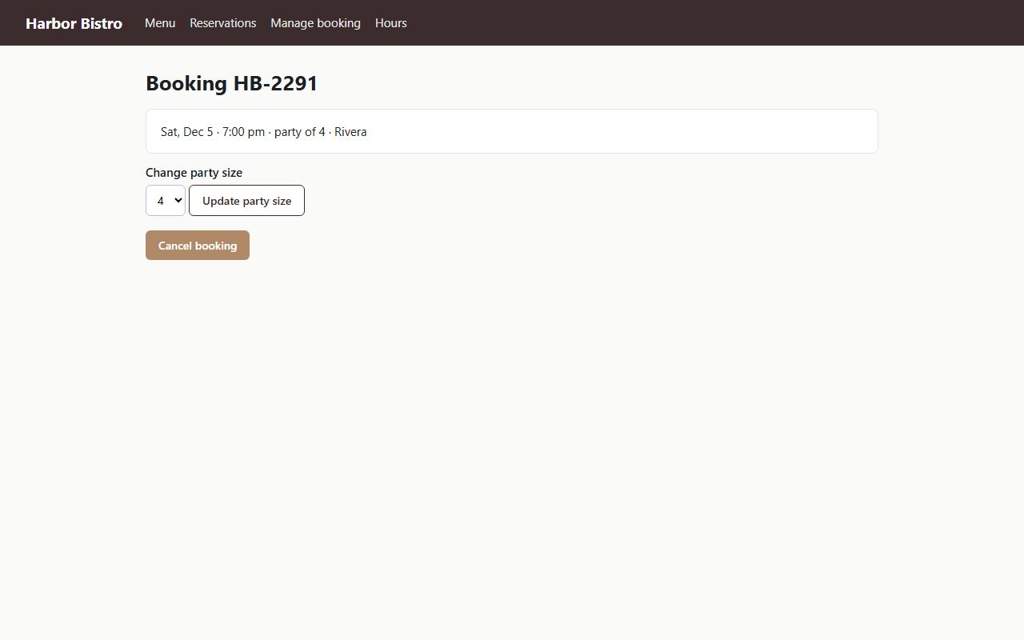 Harbor Bistro Menu Reservations Manage booking Hours
Booking HB-2291
Sat, Dec 5 · 7:00 pm · party of 4 · Rivera
Change party size
4 Update party size
Cancel booking